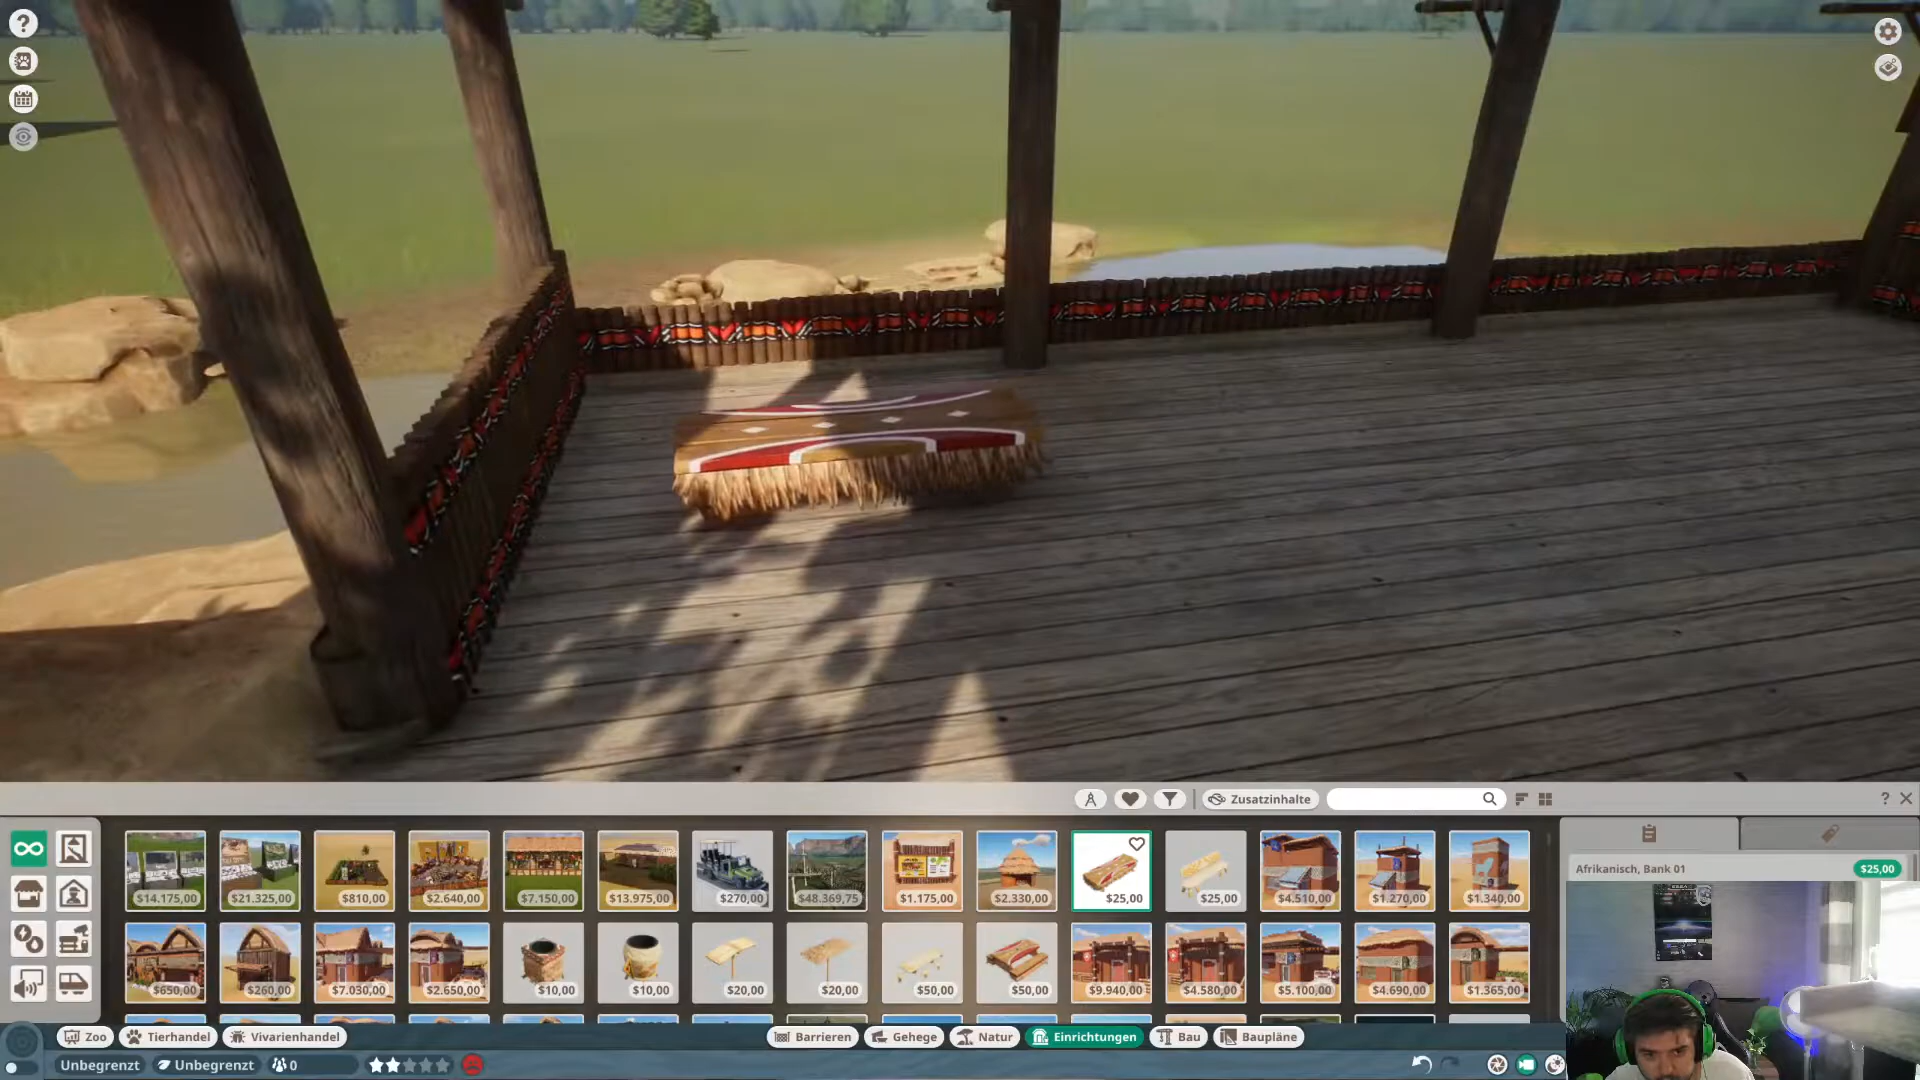 Zusatzinhalte
$14.175,00
$21.325,00
$810,00
$2.640,00
$7.150,00
$13.975,00
$270,00
$48.369,75
$1.175,00
$2.330,00
$25,00
$25,00
$4.510,00
$1.270,00
$1.340,00
Afrikanisch, Bank 01
$25,00
$650,00
$260,00
$7.030,00
$2.650,00
$10,00
$10,00
$20,00
$20,00
$50,00
$50,00
$9.940,00
$4.580,00
$5.100,00
$4.690,00
$1.365,00
Zoo
Tierhandel
Vivarienhandel
Barrieren
Gehege
Natur
Einrichtungen
Bau
Baupläne
Unbegrenzt
Unbegrenzt
0